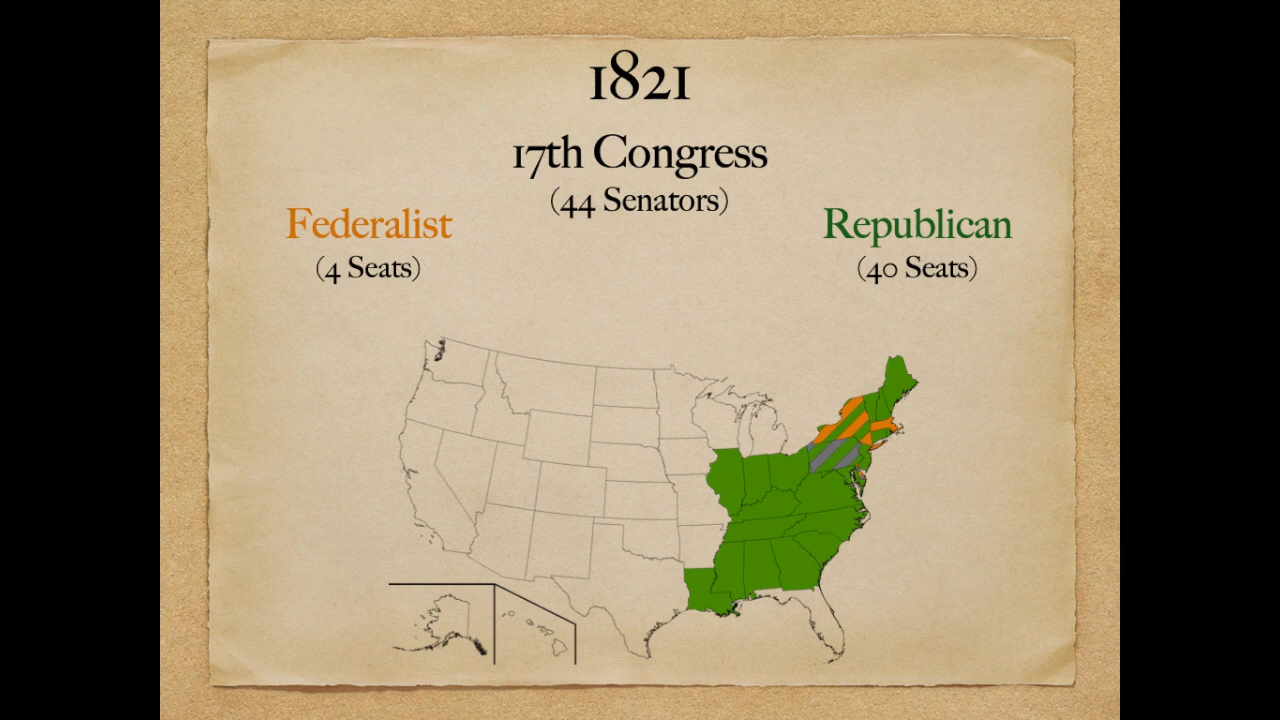 1821
17th Congress
(44 Senators)
Federalist
(4 Seats)
Republican
(40 Seats)